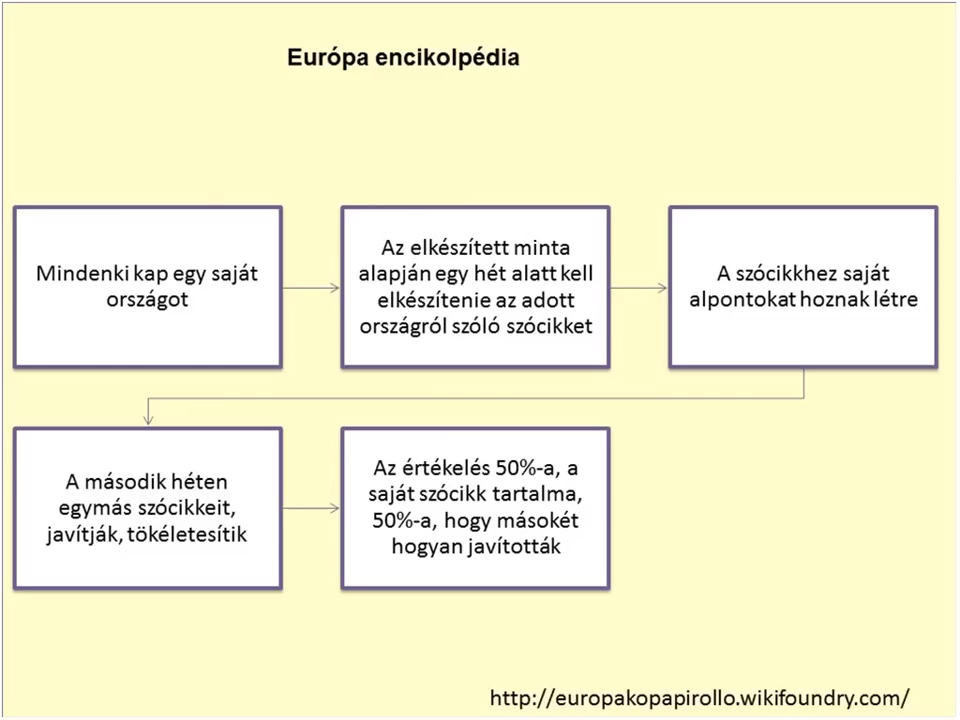 Európa encikolpédia
Mindenki kap egy saját
országot
Az elkészített minta
alapján egy hét alatt kell
elkészítenie az adott
országról szóló szócikket
A szócikkhez saját
alpontokat hoznak létre
A második héten
egymás szócikkeit,
javítják, tökéletesítik
Az értékelés 50%-a, a
saját szócikk tartalma,
50%-a, hogy másokét
hogyan javították
http://europakopapirollo.wikifoundry.com/